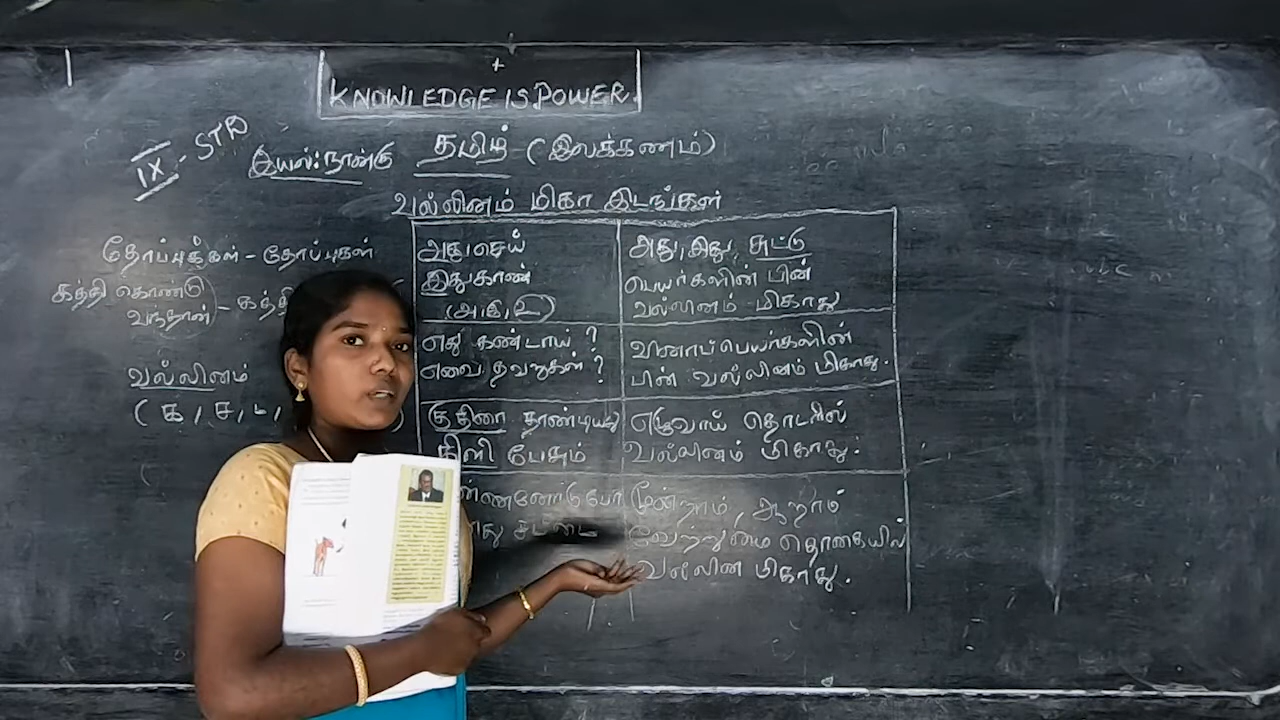 KNOWLEDGE IS POWER.
IX - STD
இயல்:நான்கு தமிழ் - (இலக்கணம்)
வல்லினம் மிகா இடங்கள்
தோப்புக்கள் - தோப்புகள்
கத்தி கொண்டு
வந்தான் - கத்தி
வல்லினம்
(க, ச, ட,
அது செய்
இது காண்
(அ, இ, உ)
அது, இது, சுட்டு
பெயர்களின் பின்
வல்லினம் மிகாது
எது கண்டாய் ?
எவை தவறுகள் ?
வினாப்பெயர்களின்
பின் வல்லினம் மிகாது.
குதிரை தாண்டியது
கிளி பேசும்
எழுவாய் தொடரில்
வல்லினம் மிகாது.
போ
சட்டை
மூன்றாம், ஆறாம்
வேற்றுமை தொகையில்
வல்லின மிகாது.